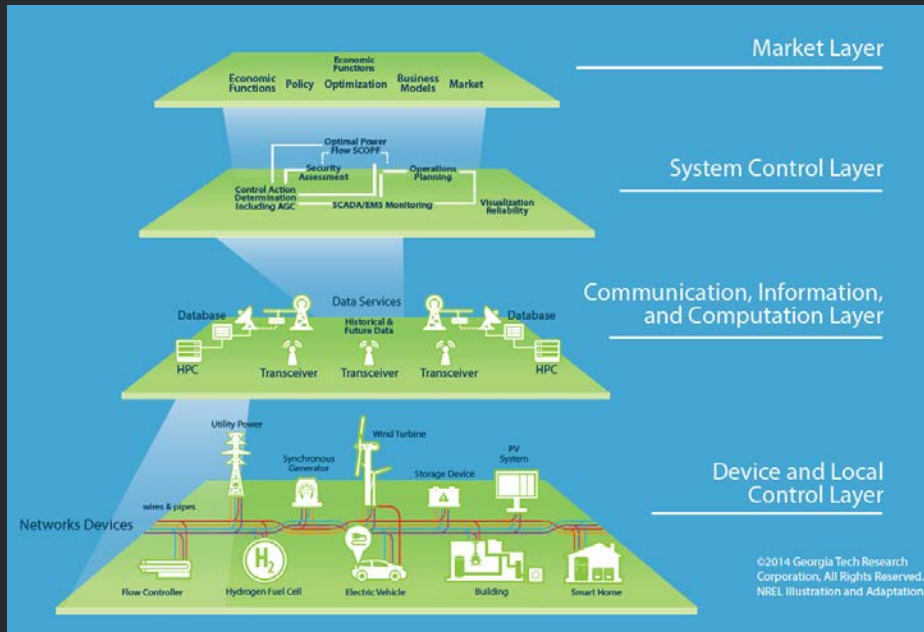 Market Layer
Economic
Functions
Economic
Functions
Policy
Optimization
Business
Models
Market
System Control Layer
Optimal Power
Flow SCOPF
Security
Assessment
Operations
Planning
Control Action
Determination
Including AGC
SCADA/EMS Monitoring
Visualization
Reliability
Communication, Information,
and Computation Layer
Data Services
Database
Historical &
Future Data
Database
HPC
Transceiver
Transceiver
Transceiver
HPC
Device and Local
Control Layer
Utility Power
Wind Turbine
Synchronous
Generator
Storage Device
PV
System
wires & pipes
Networks Devices
H2
Flow Controller
Hydrogen Fuel Cell
Electric Vehicle
Building
Smart Home
©2014 Georgia Tech Research
Corporation, All Rights Reserved.
NREL Illustration and Adaptation